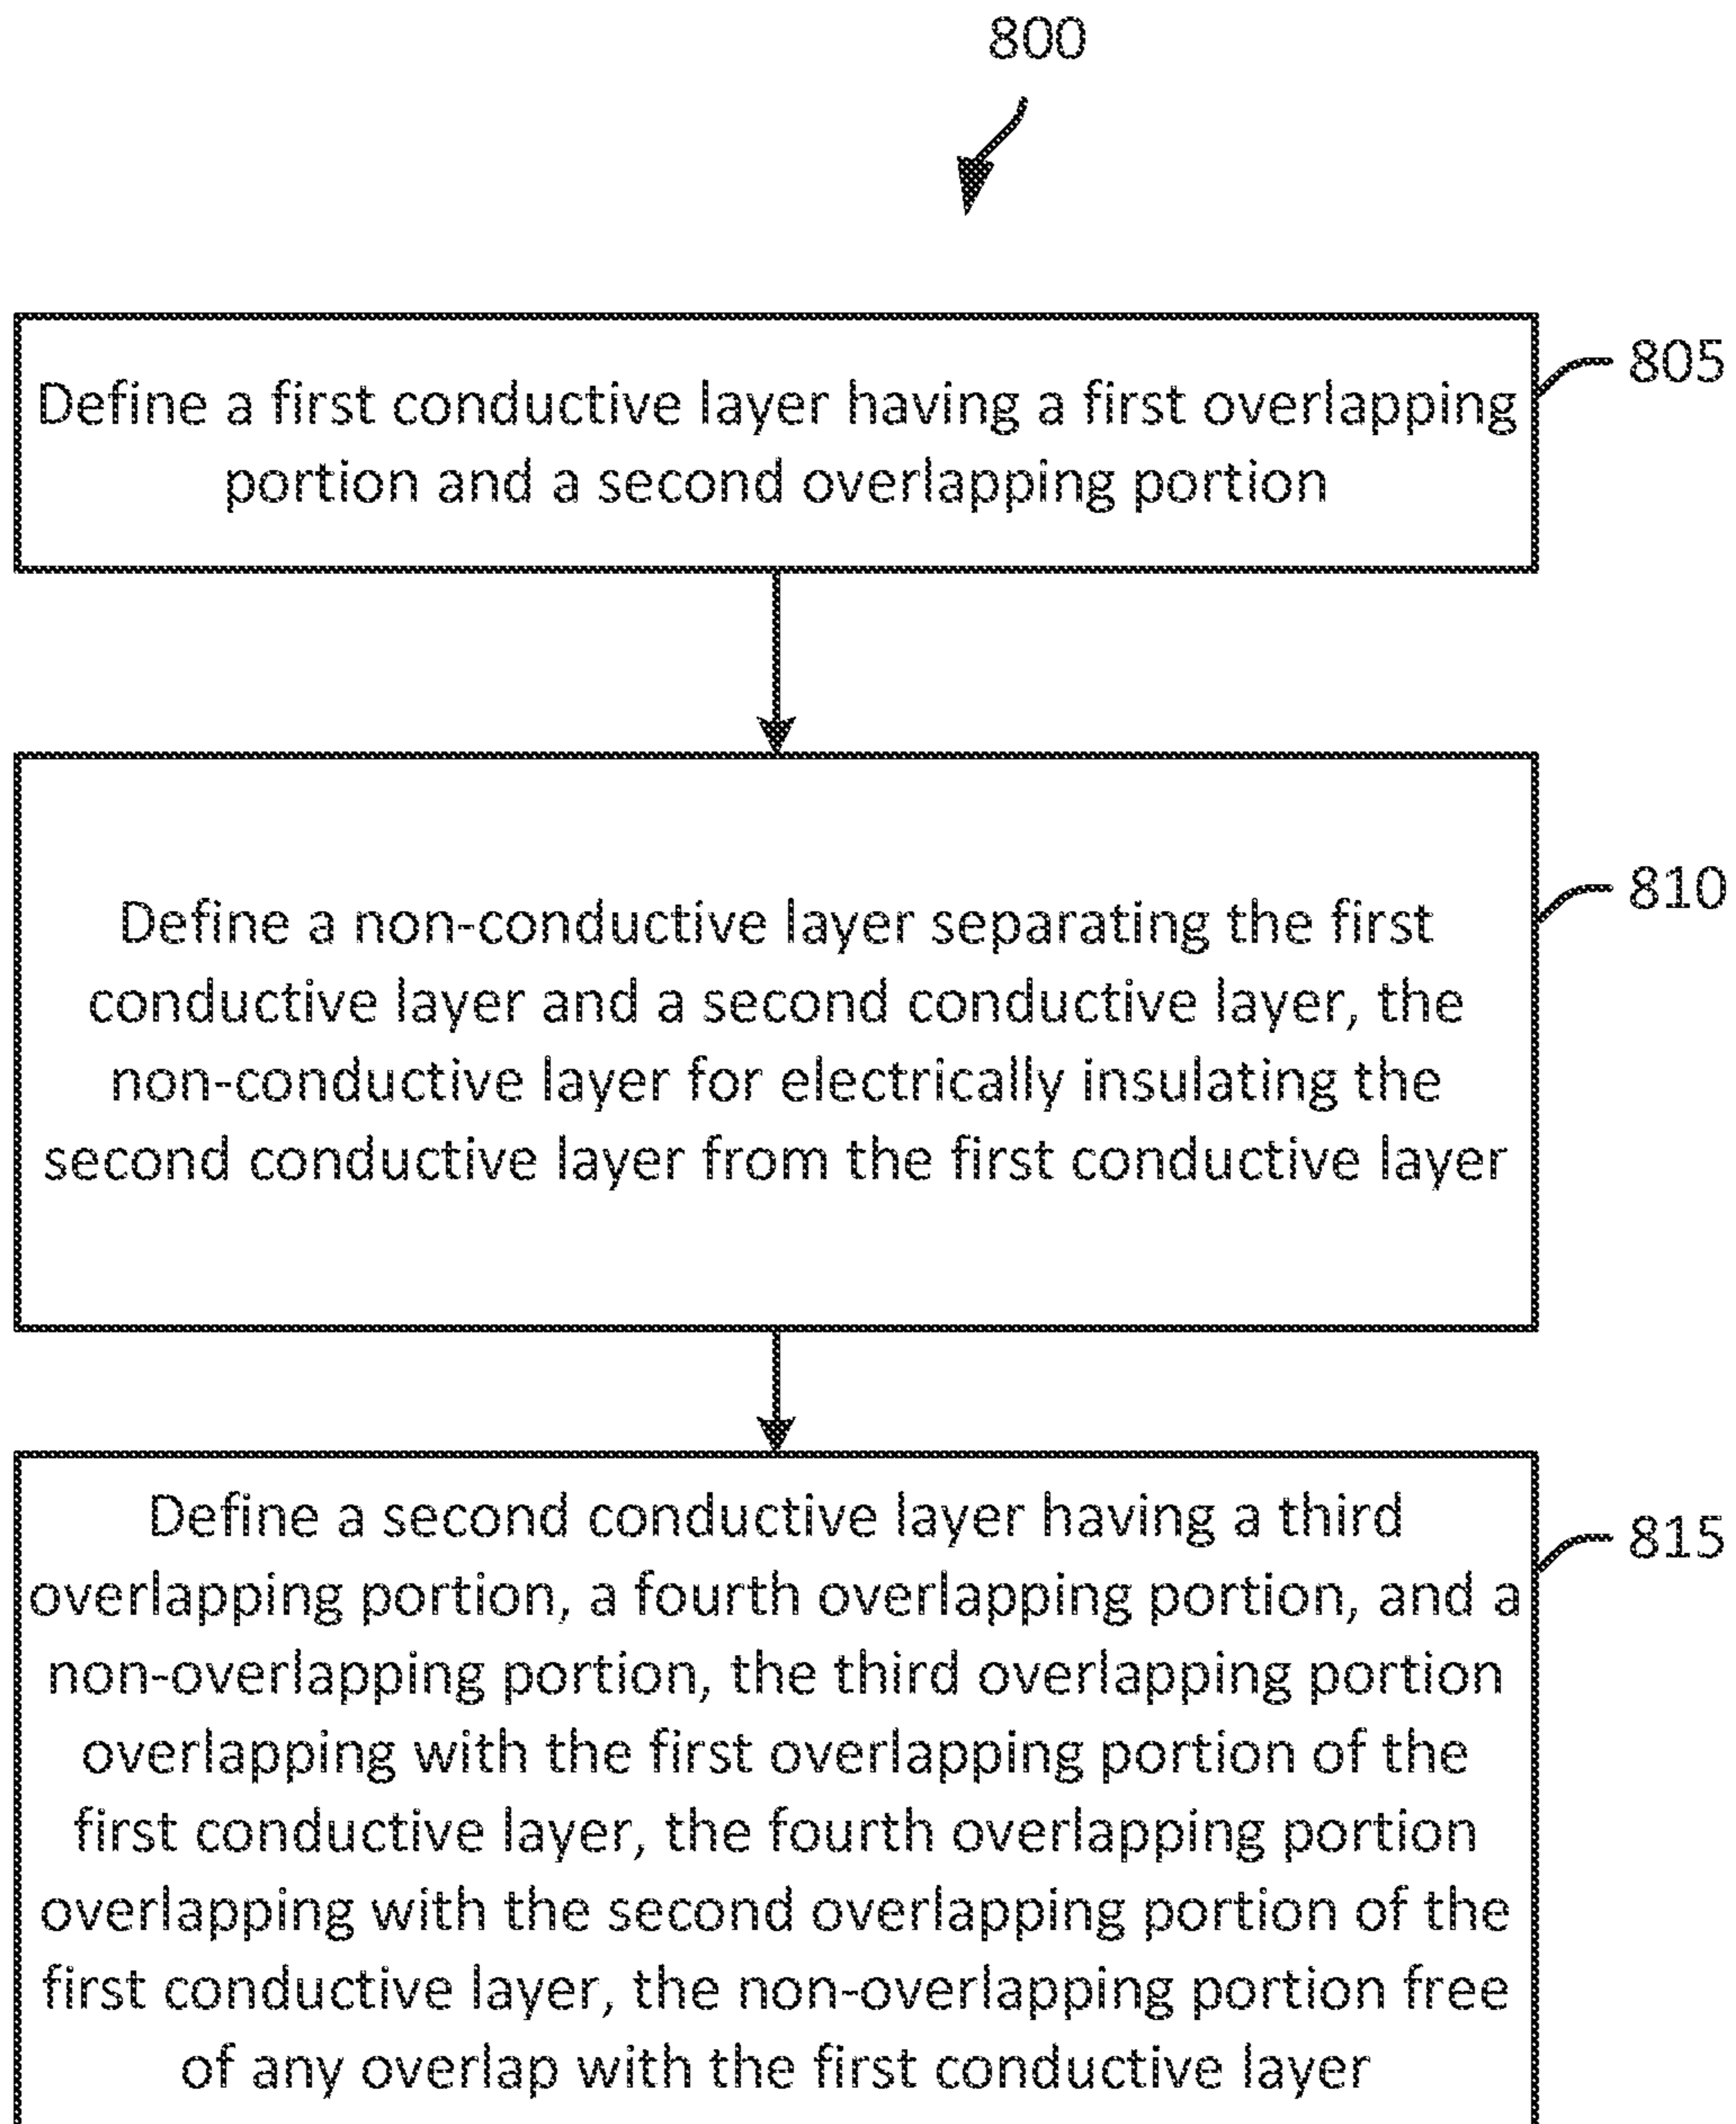 800
Define a first conductive layer having a first overlapping
portion and a second overlapping portion
805
Define a non-conductive layer separating the first
conductive layer and a second conductive layer, the
non-conductive layer for electrically insulating the
second conductive layer from the first conductive layer
810
Define a second conductive layer having a third
overlapping portion, a fourth overlapping portion, and a
non-overlapping portion, the third overlapping portion
overlapping with the first overlapping portion of the
first conductive layer, the fourth overlapping portion
overlapping with the second overlapping portion of the
first conductive layer, the non-overlapping portion free
of any overlap with the first conductive layer
815